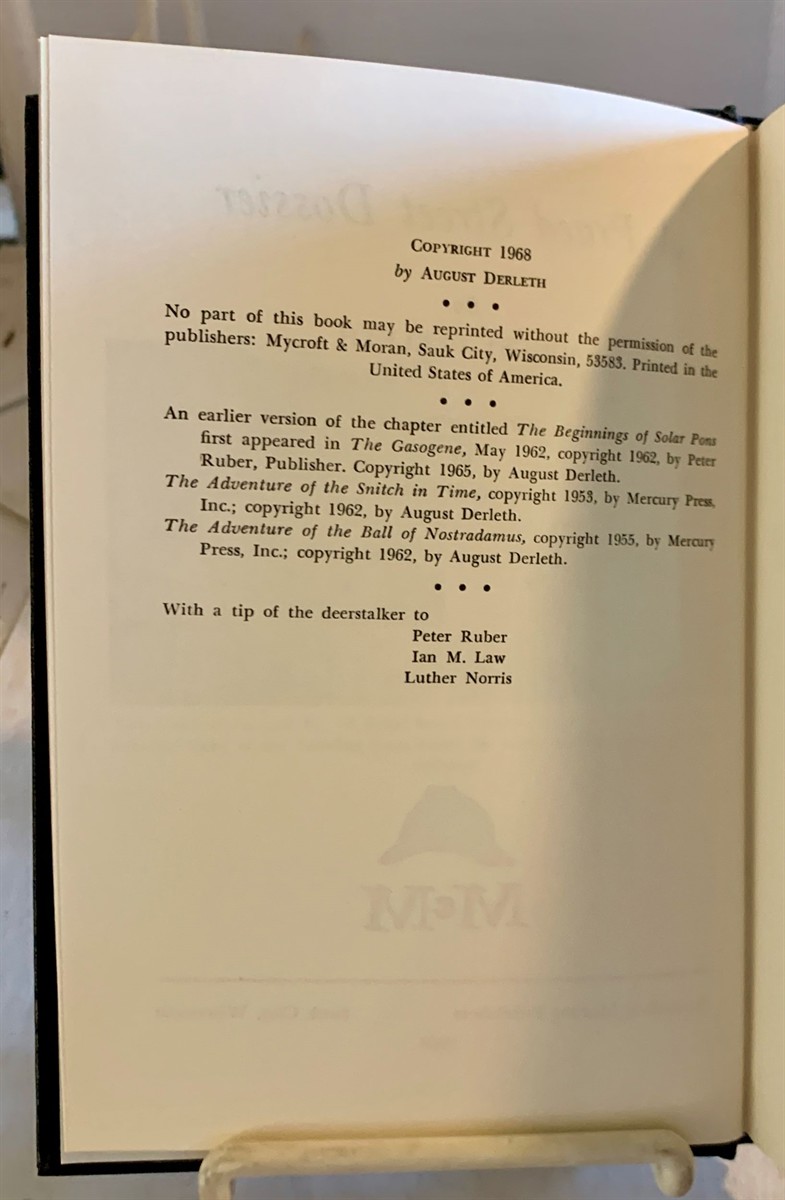 COPYRIGHT 1968
by AUGUST DERLETH
• • •
No part of this book may be reprinted without the permission of the
publishers: Mycroft & Moran, Sauk City, Wisconsin, 53583. Printed in the
United States of America.
• • •
An earlier version of the chapter entitled The Beginnings of Solar Pons
first appeared in The Gasogene, May 1962, copyright 1962, by Peter
Ruber, Publisher. Copyright 1965, by August Derleth.
The Adventure of the Snitch in Time, copyright 1953, by Mercury Press,
Inc.; copyright 1962, by August Derleth.
The Adventure of the Ball of Nostradamus, copyright 1955, by Mercury
Press, Inc.; copyright 1962, by August Derleth.
• • •
With a tip of the deerstalker to
Peter Ruber
Ian M. Law
Luther Norris